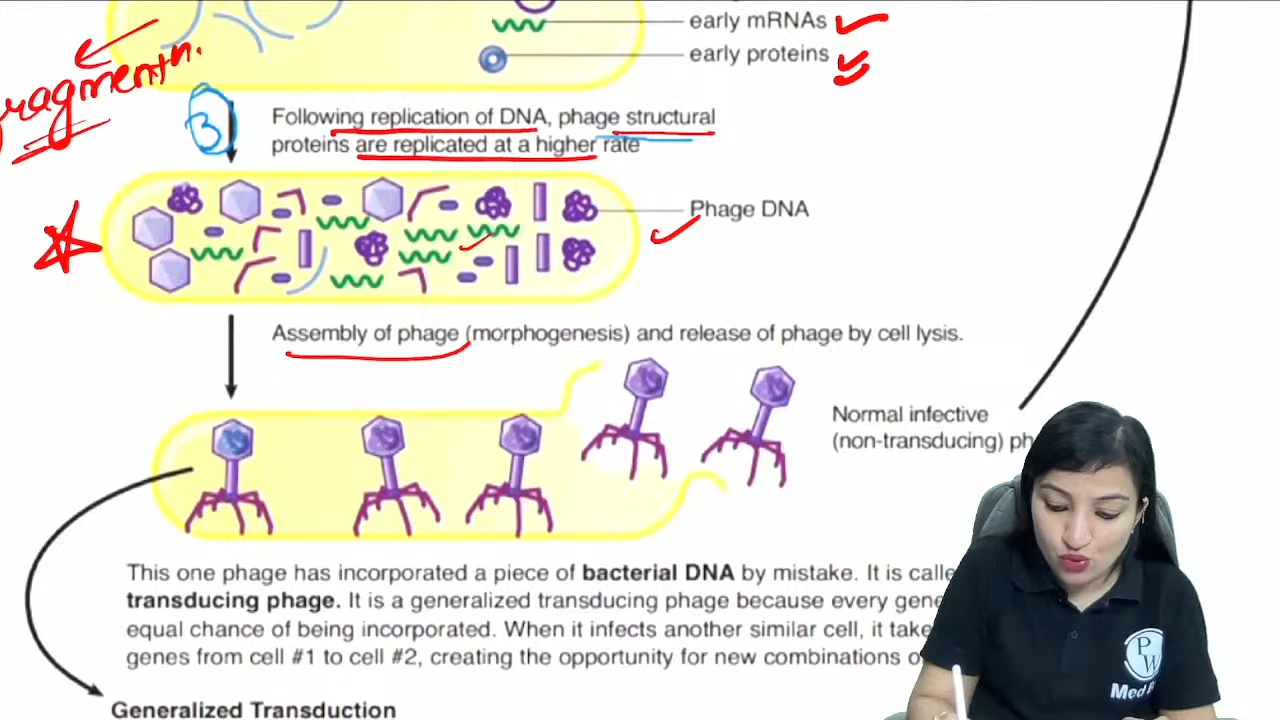 early mRNAs
early proteins
fragmentn.
3
Following replication of DNA, phage structural
proteins are replicated at a higher rate
Phage DNA
Assembly of phage (morphogenesis) and release of phage by cell lysis.
Normal infective
(non-transducing) ph
This one phage has incorporated a piece of bacterial DNA by mistake. It is calle
transducing phage. It is a generalized transducing phage because every gene
equal chance of being incorporated. When it infects another similar cell, it take
genes from cell #1 to cell #2, creating the opportunity for new combinations o
Generalized Transduction
P
W
Med